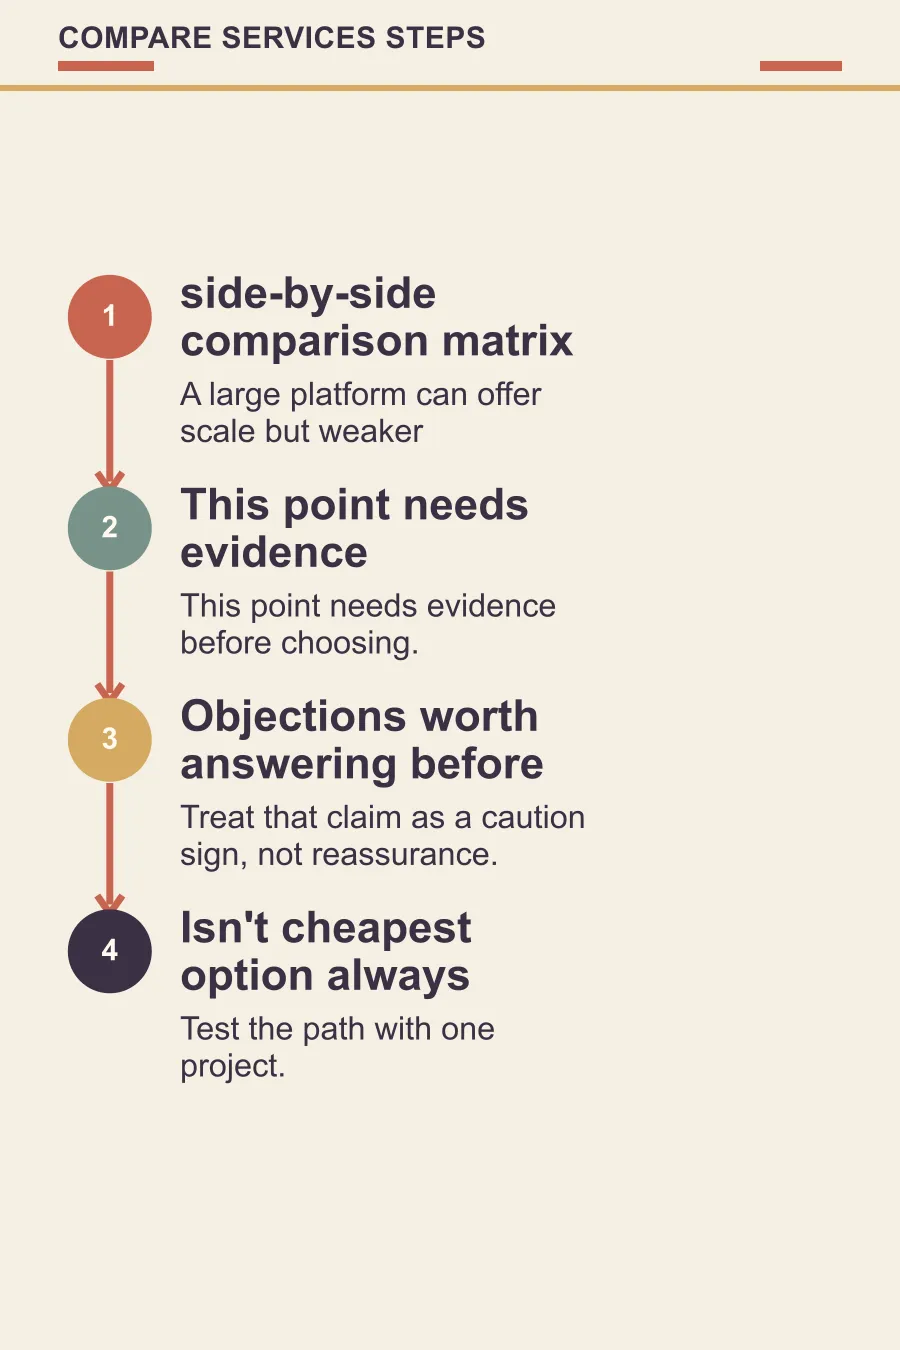 COMPARE SERVICES STEPS
1
side-by-side
comparison matrix
A large platform can offer
scale but weaker
2
This point needs
evidence
This point needs evidence
before choosing.
3
Objections worth
answering before
Treat that claim as a caution
sign, not reassurance.
4
Isn't cheapest
option always
Test the path with one
project.